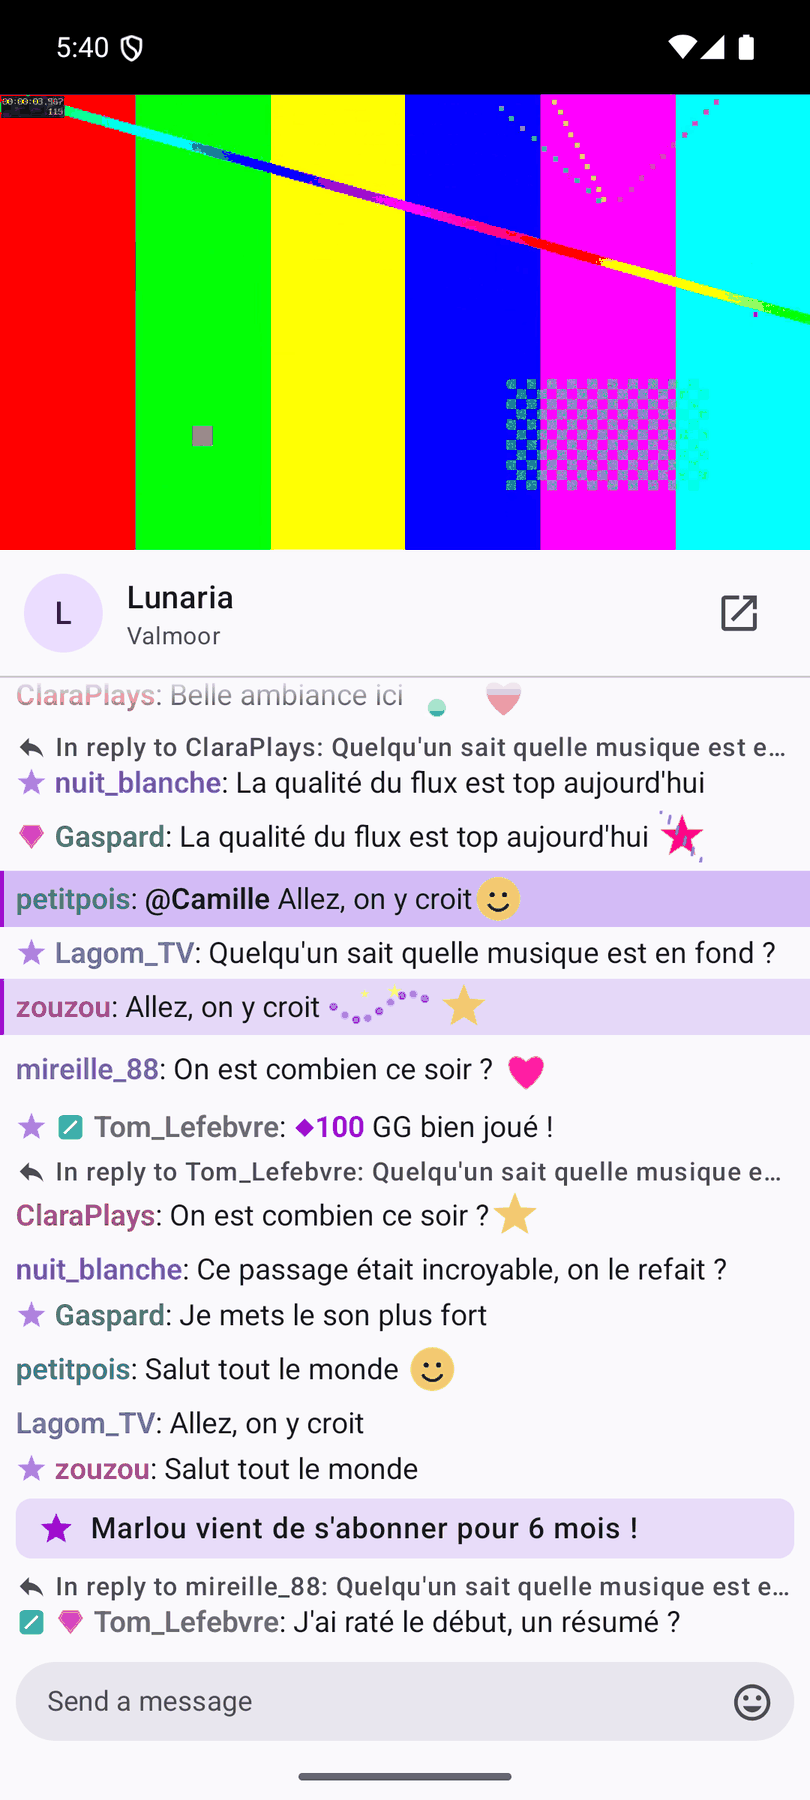 5:40
00:00:03.967
115
L
Lunaria
Valmoor
ClaraPlays: Belle ambiance ici
In reply to ClaraPlays: Quelqu'un sait quelle musique est e...
nuit_blanche: La qualité du flux est top aujourd'hui
Gaspard: La qualité du flux est top aujourd'hui
petitpois: @Camille Allez, on y croit
Lagom_TV: Quelqu'un sait quelle musique est en fond ?
zouzou: Allez, on y croit
mireille_88: On est combien ce soir ?
Tom_Lefebvre: ◆100 GG bien joué !
In reply to Tom_Lefebvre: Quelqu'un sait quelle musique e...
ClaraPlays: On est combien ce soir ?
nuit_blanche: Ce passage était incroyable, on le refait ?
Gaspard: Je mets le son plus fort
petitpois: Salut tout le monde
Lagom_TV: Allez, on y croit
zouzou: Salut tout le monde
Marlou vient de s'abonner pour 6 mois !
In reply to mireille_88: Quelqu'un sait quelle musique est e...
Tom_Lefebvre: J'ai raté le début, un résumé ?
Send a message